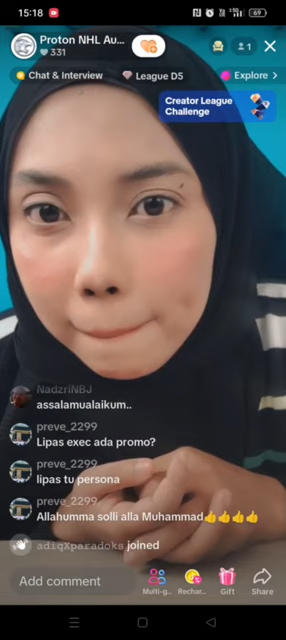 15:18
69
Proton NHL Au...
331
1
Chat & Interview
League D5
Explore >
Creator League
Challenge
NadzriNBJ
assalamualaikum..
preve_2299
Lipas exec ada promo?
preve_2299
lipas tu persona
preve_2299
Allahumma solli alla Muhammad👍👍👍👍
adiqXparadoks joined
Add comment
Multi-g...
Rechar...
Gift
Share